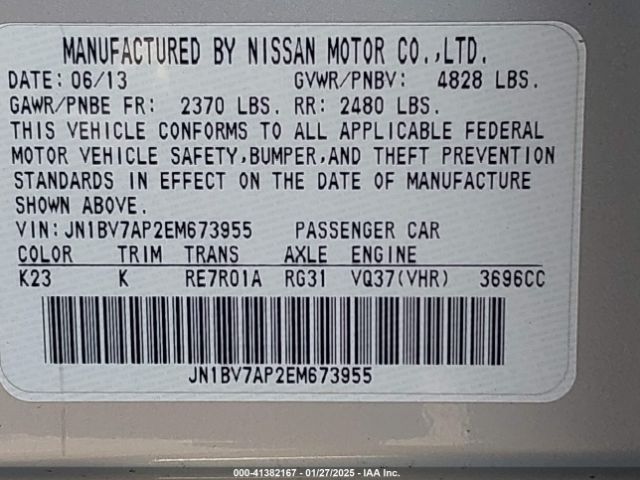 MANUFACTURED BY NISSAN MOTOR CO.,LTD.
DATE: 06/13 GVWR/PNBV: 4828 LBS.
GAWR/PNBE FR: 2370 LBS. RR: 2480 LBS.
THIS VEHICLE CONFORMS TO ALL APPLICABLE FEDERAL
MOTOR VEHICLE SAFETY,BUMPER,AND THEFT PREVENTION
STANDARDS IN EFFECT ON THE DATE OF MANUFACTURE
SHOWN ABOVE.
VIN:JN1BV7AP2EM673955 PASSENGER CAR
COLOR TRIM TRANS AXLE ENGINE
K23 K RE7R01A RG31 VQ37(VHR) 3696CC
JN1BV7AP2EM673955
000-41382167 - 01/27/2025 - IAA Inc.